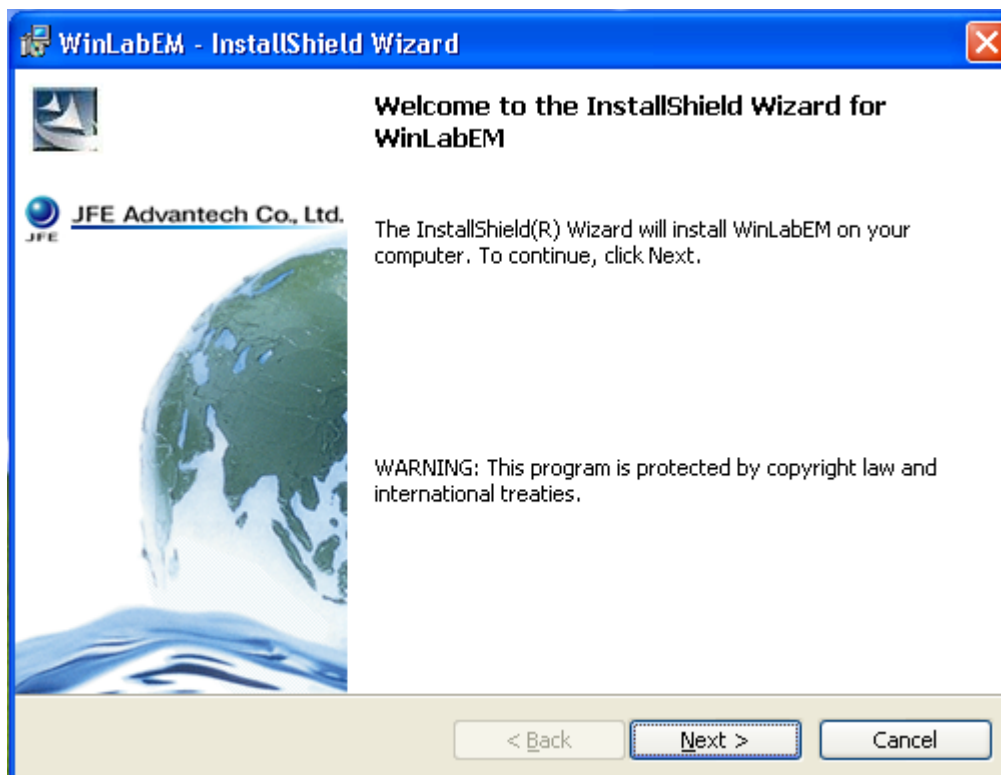 WinLabEM - InstallShield Wizard
Welcome to the InstallShield Wizard for
WinLabEM
JFE Advantech Co., Ltd.
JFE
The InstallShield(R) Wizard will install WinLabEM on your
computer. To continue, click Next.
WARNING: This program is protected by copyright law and
international treaties.
< Back
Next >
Cancel